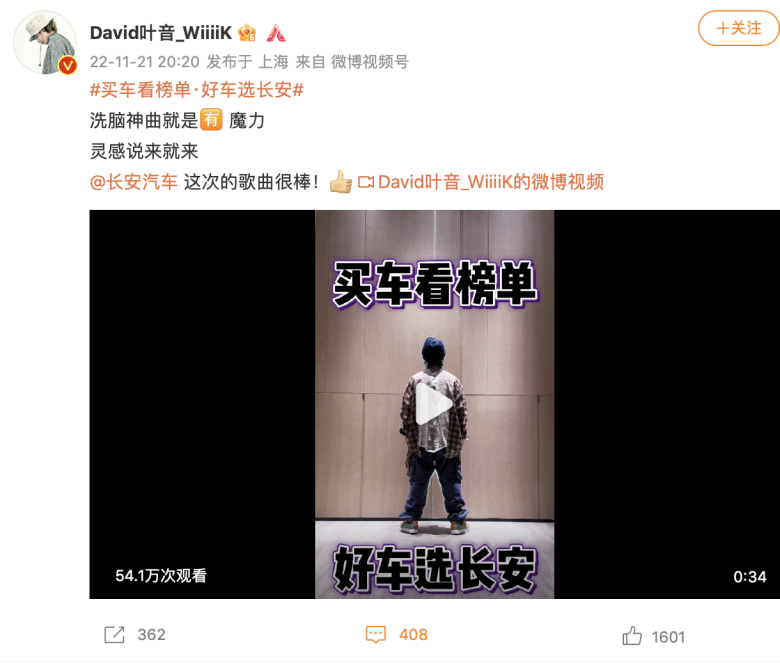 David叶音_WiiiiK
+关注
22-11-21 20:20 发布于 上海 来自 微博视频号
#买车看榜单·好车选长安#
洗脑神曲就是有 魔力
灵感说来就来
@长安汽车 这次的歌曲很棒！ David叶音_WiiiiK的微博视频
买车看榜单
好车选长安
54.1万次观看
0:34
362
408
1601